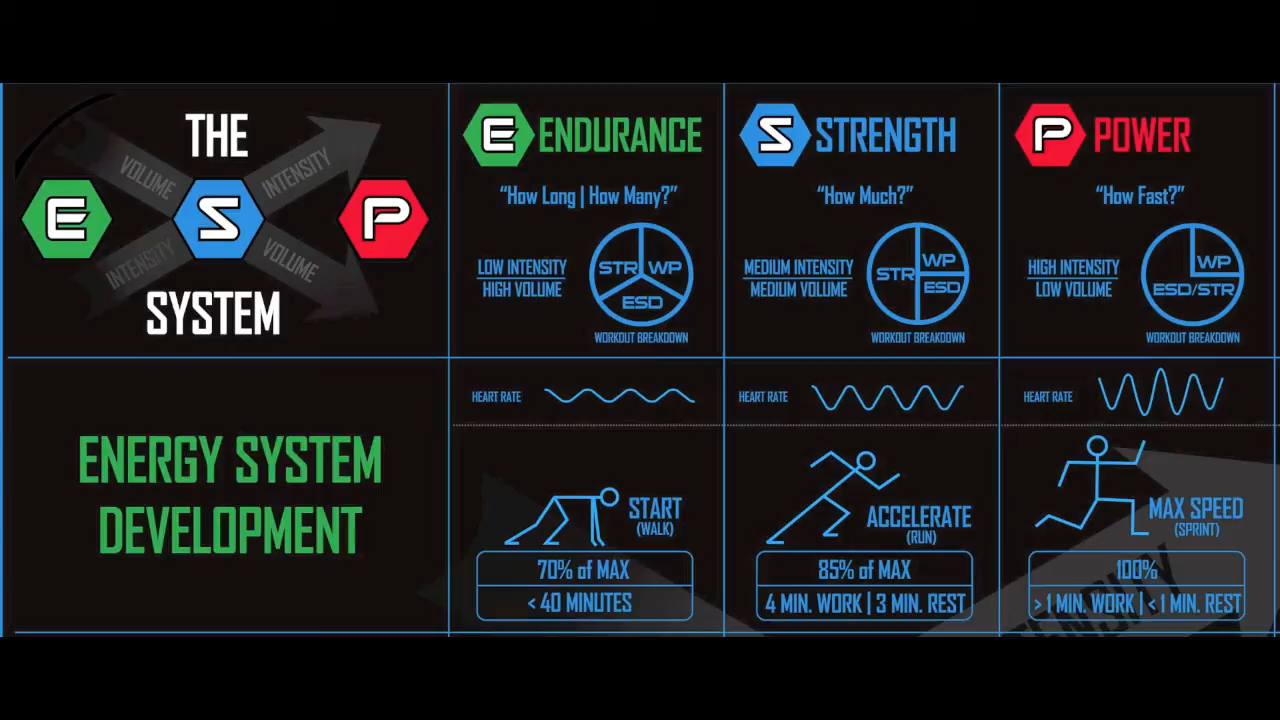 THE
VOLUME
INTENSITY
E
S
P
INTENSITY
VOLUME
SYSTEM
E ENDURANCE
"How Long | How Many?"
LOW INTENSITY
HIGH VOLUME
STR
WP
ESD
WORKOUT BREAKDOWN
S STRENGTH
"How Much?"
MEDIUM INTENSITY
MEDIUM VOLUME
STR
WP
ESD
WORKOUT BREAKDOWN
P POWER
"How Fast?"
HIGH INTENSITY
LOW VOLUME
WP
ESD/STR
WORKOUT BREAKDOWN
ENERGY SYSTEM
DEVELOPMENT
HEART RATE
START
(WALK)
70% of MAX
< 40 MINUTES
HEART RATE
ACCELERATE
(RUN)
85% of MAX
4 MIN. WORK | 3 MIN. REST
HEART RATE
MAX SPEED
(SPRINT)
100%
> 1 MIN. WORK | < 1 MIN. REST